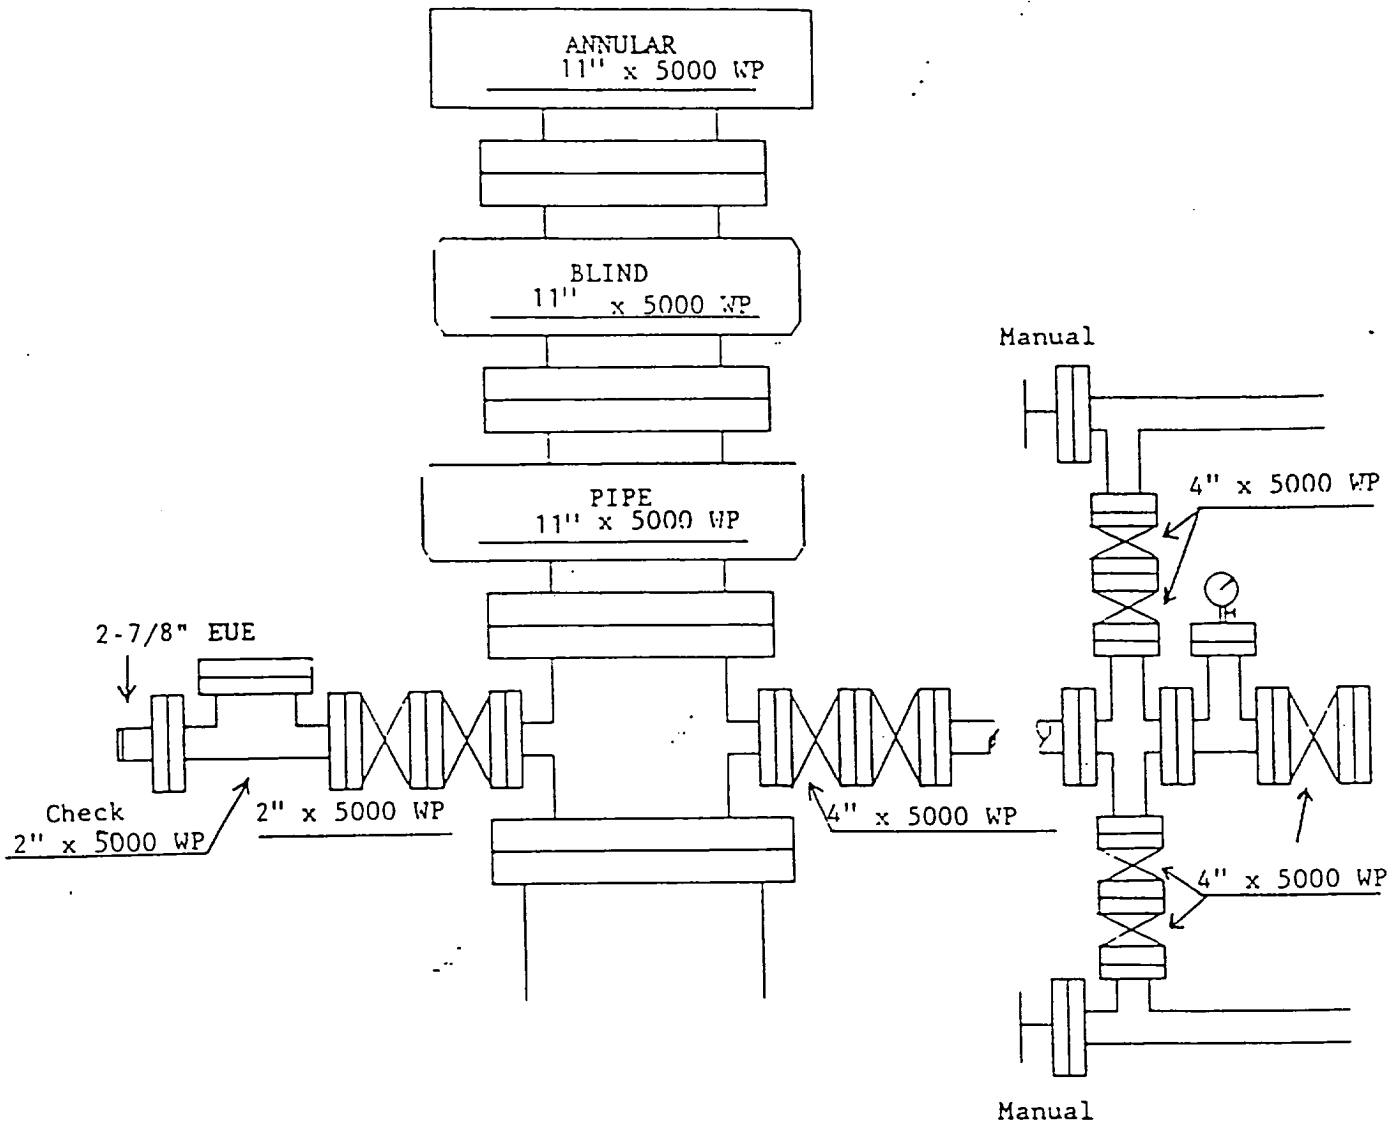 ANNULAR
11" x 5000 WP
BLIND
11" x 5000 WP
PIPE
11" x 5000 WP
Manual
4" x 5000 WP
2-7/8" EUE
Check
2" x 5000 WP
2" x 5000 WP
4" x 5000 WP
4" x 5000 WP
Manual